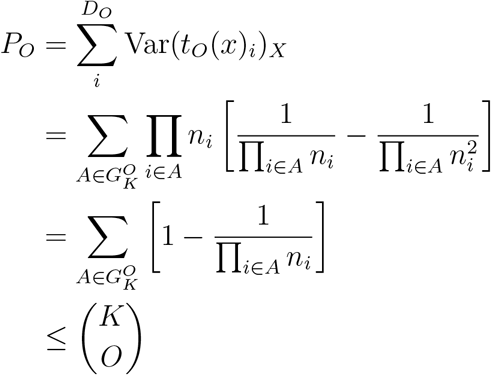 $P_O = \sum_{i}^{D_O} \mathrm{Var}(t_O(x)_i)_X$
$= \sum_{A \in G_K^O} \prod_{i \in A} n_i \left[ \frac{1}{\prod_{i \in A} n_i} - \frac{1}{\prod_{i \in A} n_i^2} \right]$
$= \sum_{A \in G_K^O} \left[ 1 - \frac{1}{\prod_{i \in A} n_i} \right]$
$\leq \binom{K}{O}$